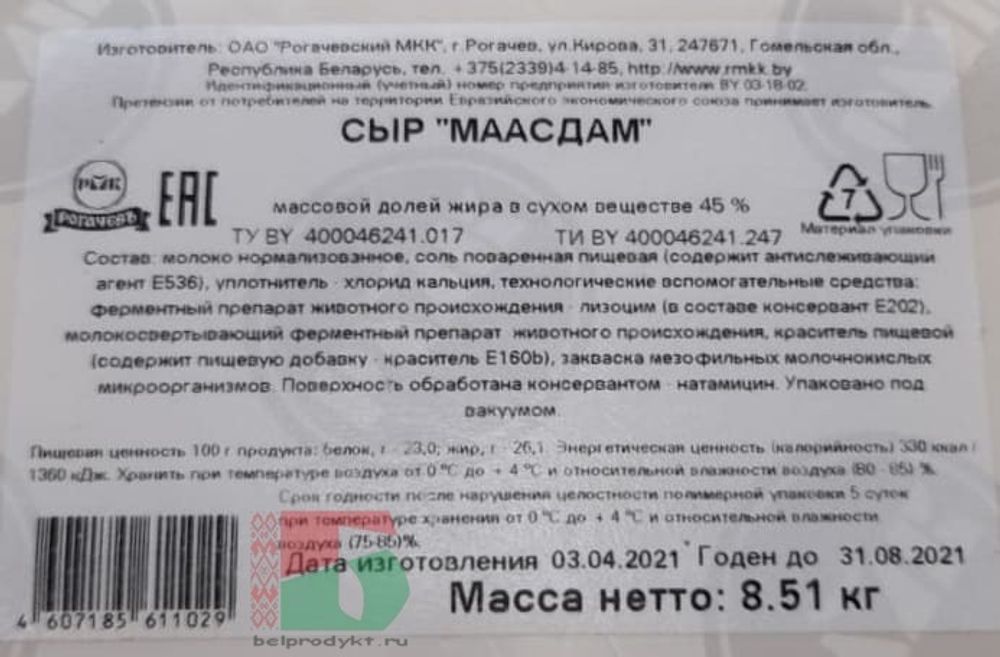 Изготовитель: ОАО "Рогачевский МКК", г.Рогачев, ул.Кирова, 31, 247671, Гомельская обл.,
Республика Беларусь, тел. +375(2339)4-14-85, http://www.rmkk.by
Идентификационный (учетный) номер предприятия изготовителя BY 03-18-02.
Претензии от потребителей на территории Евразийского экономического союза принимает изготовитель.
СЫР "МААСДАМ"
РМК
РОГАЧЕВЪ
ЕАС
массовой долей жира в сухом веществе 45 %
7
Материал упаковки
ТУ BY 400046241.017 ТИ BY 400046241.247
Состав: молоко нормализованное, соль поваренная пищевая (содержит антислеживающий
агент Е536), уплотнитель - хлорид кальция, технологические вспомогательные средства:
ферментный препарат животного происхождения - лизоцим (в составе консервант Е202),
молокосвертывающий ферментный препарат животного происхождения, краситель пищевой
(содержит пищевую добавку - краситель Е160b), закваска мезофильных молочнокислых
микроорганизмов. Поверхность обработана консервантом - натамицин. Упаковано под
вакуумом.
Пищевая ценность 100 г продукта: белок, г - 23,0; жир, г - 26,1. Энергетическая ценность (калорийность) 330 ккал /
1360 кДж. Хранить при температуре воздуха от 0 °С до + 4 °С и относительной влажности воздуха (80 - 85) %.
Срок годности после нарушения целостности полимерной упаковки 5 суток
при температуре хранения от 0 °С до + 4 °С и относительной влажности
воздуха (75-85)%.
Дата изготовления 03.04.2021 Годен до 31.08.2021
Масса нетто: 8.51 кг
4 607185 611029
belprodykt.ru